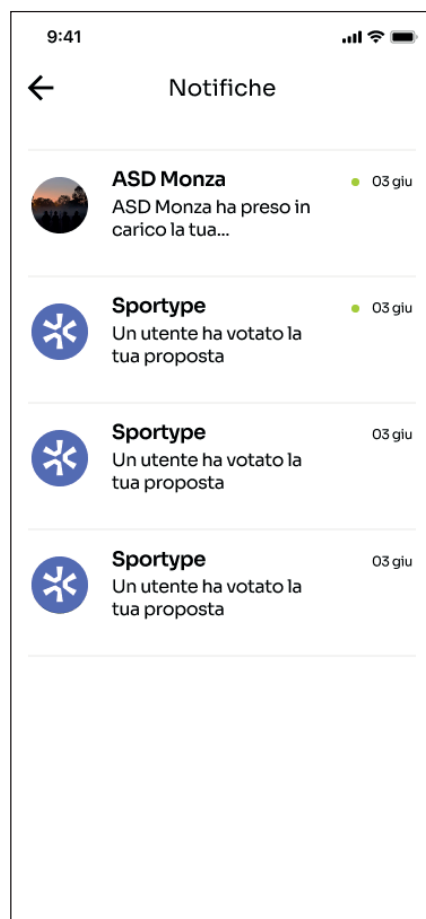 9:41
Notifiche
ASD Monza
03 giu
ASD Monza ha preso in
carico la tua...
Sportype
03 giu
Un utente ha votato la
tua proposta
Sportype
03 giu
Un utente ha votato la
tua proposta
Sportype
03 giu
Un utente ha votato la
tua proposta